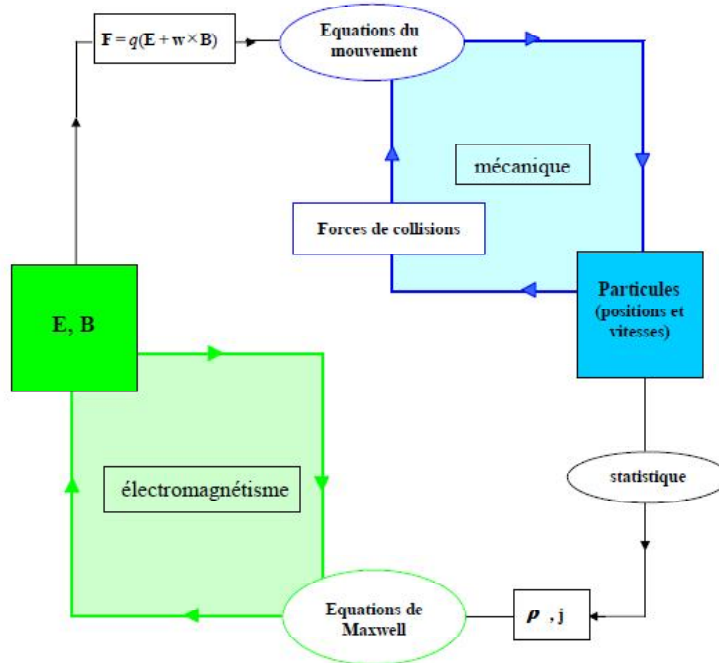 F = q(E + w × B)
Equations du
mouvement
mécanique
Forces de collisions
Particules
(positions et
vitesses)
E, B
électromagnétisme
statistique
Equations de
Maxwell
ρ , j